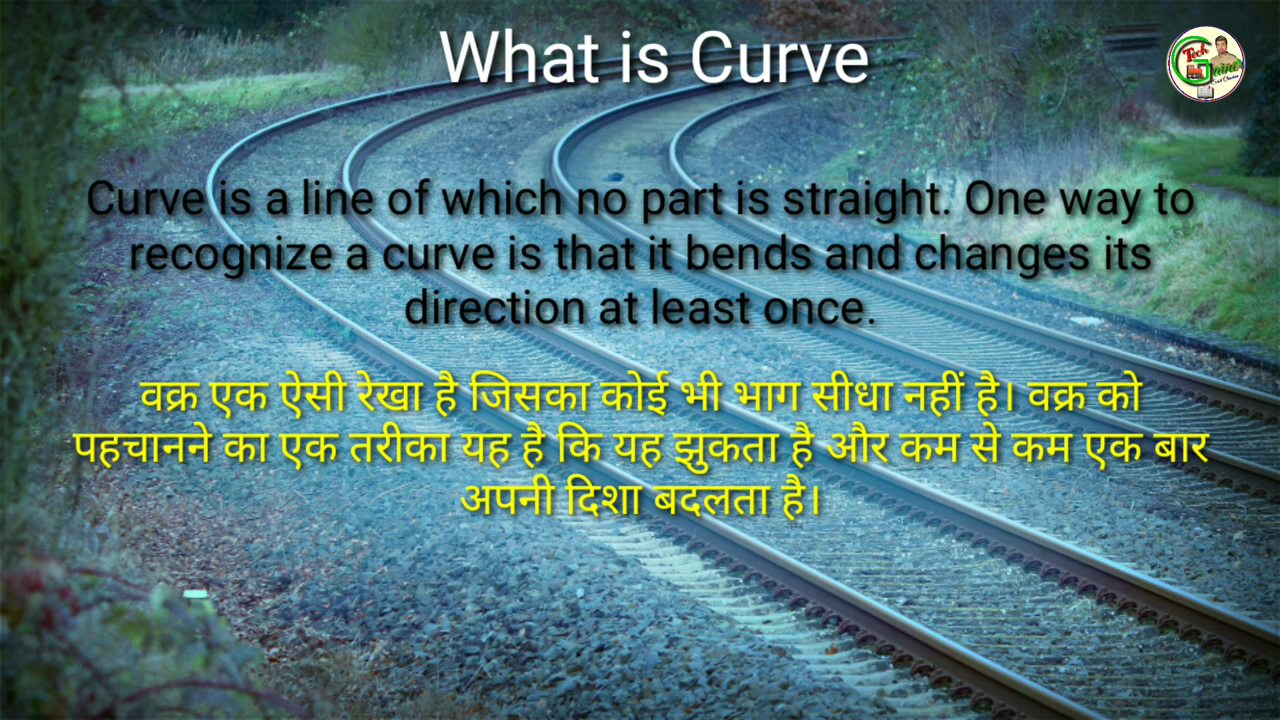 What is Curve
Tech
Curve is a line of which no part is straight. One way to
recognize a curve is that it bends and changes its
direction at least once.
वक्र एक ऐसी रेखा है जिसका कोई भी भाग सीधा नहीं है। वक्र को
पहचानने का एक तरीका यह है कि यह झुकता है और कम से कम एक बार
अपनी दिशा बदलता है।